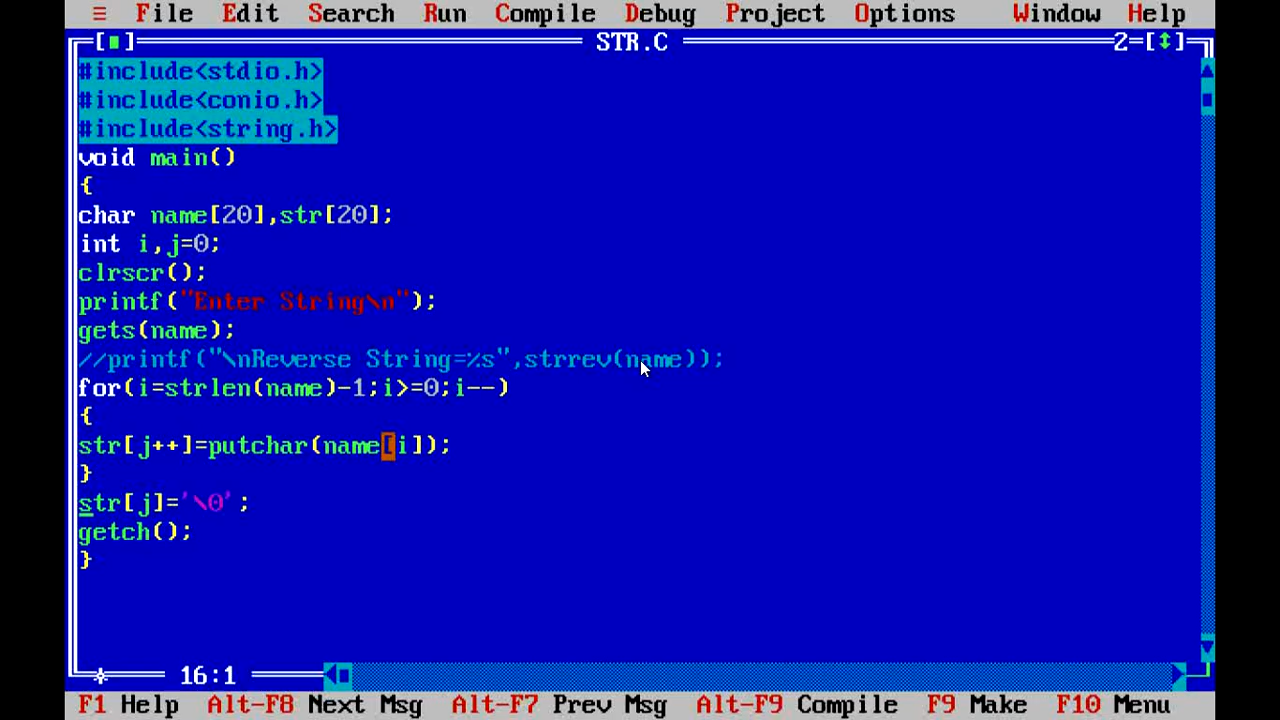 ≡ File Edit Search Run Compile Debug Project Options Window Help
[■] STR.C 2=[↕]
#include<stdio.h>
#include<conio.h>
#include<string.h>
void main()
{
char name[20],str[20];
int i,j=0;
clrscr();
printf("Enter String\n");
gets(name);
//printf("\nReverse String=%s",strrev(name));
for(i=strlen(name)-1;i>=0;i--)
{
str[j++]=putchar(name[i]);
}
str[j]='\0';
getch();
}
16:1
F1 Help Alt-F8 Next Msg Alt-F7 Prev Msg Alt-F9 Compile F9 Make F10 Menu